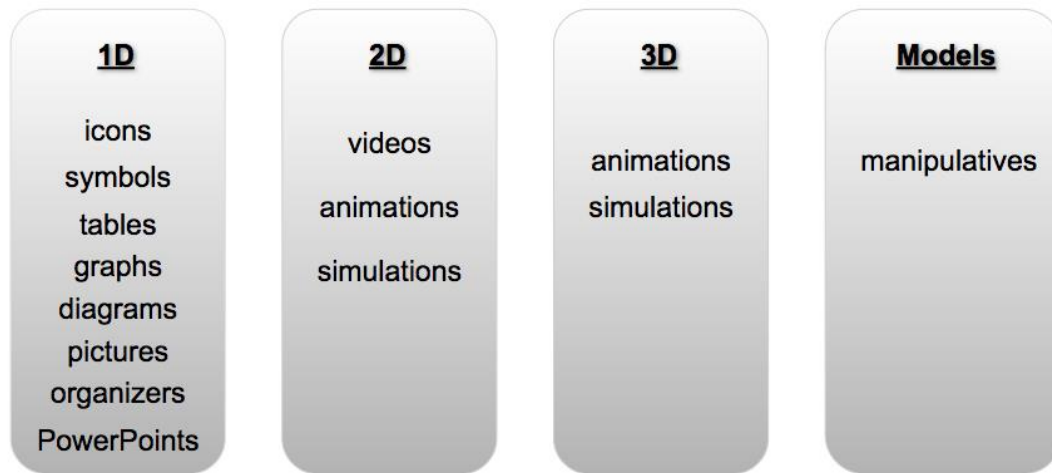 1D
icons
symbols
tables
graphs
diagrams
pictures
organizers
PowerPoints
2D
videos
animations
simulations
3D
animations
simulations
Models
manipulatives